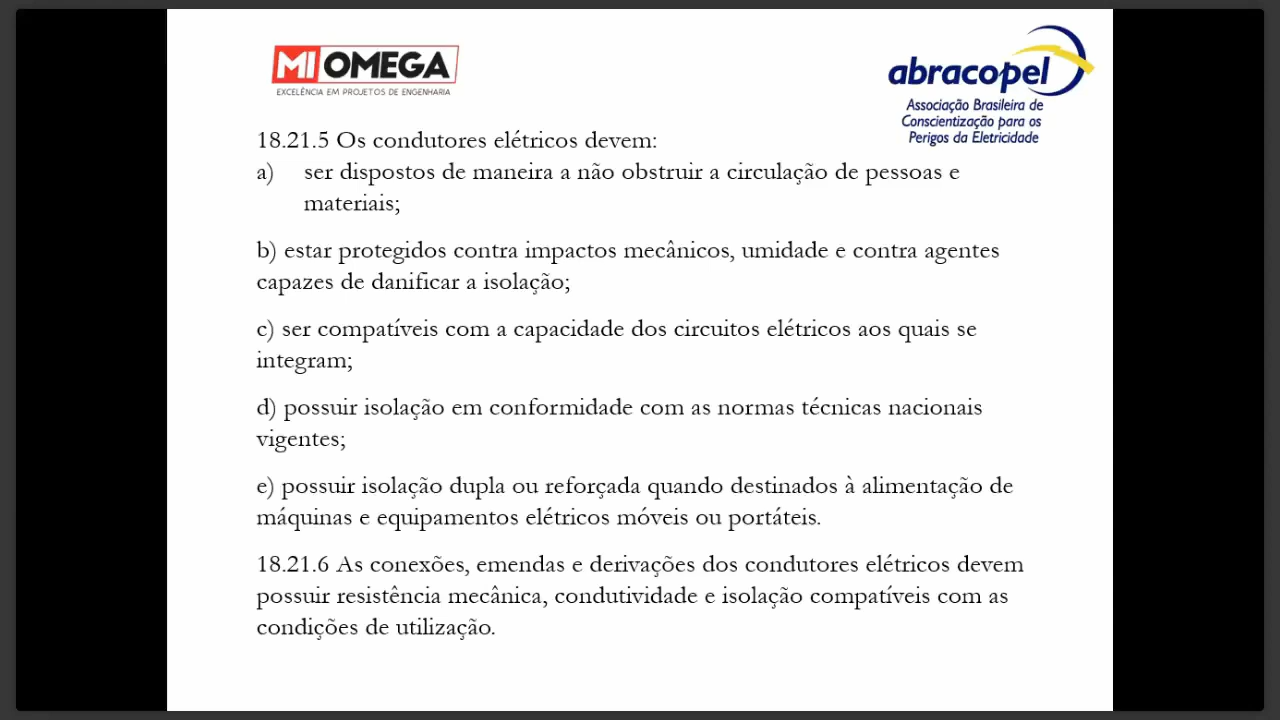 MI OMEGA
EXCELÊNCIA EM PROJETOS DE ENGENHARIA
abracopel
Associação Brasileira de
Conscientização para os
Perigos da Eletricidade
18.21.5 Os condutores elétricos devem:
a) ser dispostos de maneira a não obstruir a circulação de pessoas e
materiais;
b) estar protegidos contra impactos mecânicos, umidade e contra agentes
capazes de danificar a isolação;
c) ser compatíveis com a capacidade dos circuitos elétricos aos quais se
integram;
d) possuir isolação em conformidade com as normas técnicas nacionais
vigentes;
e) possuir isolação dupla ou reforçada quando destinados à alimentação de
máquinas e equipamentos elétricos móveis ou portáteis.
18.21.6 As conexões, emendas e derivações dos condutores elétricos devem
possuir resistência mecânica, condutividade e isolação compatíveis com as
condições de utilização.